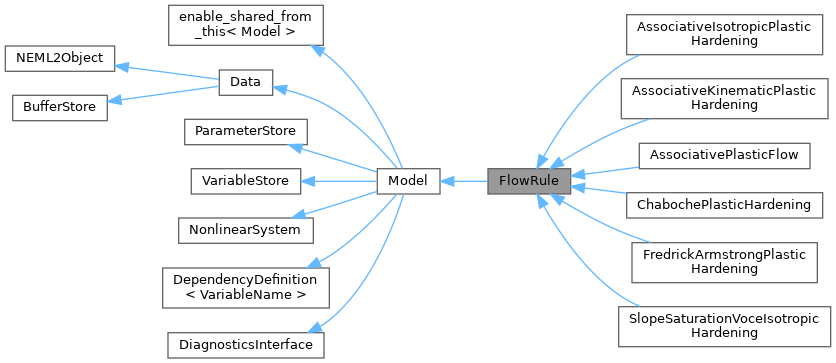 enable_shared_from
_this< Model >
NEML2Object
Data
BufferStore
ParameterStore
VariableStore
NonlinearSystem
DependencyDefinition
< VariableName >
DiagnosticsInterface
Model
FlowRule
AssociativeIsotropicPlastic
Hardening
AssociativeKinematicPlastic
Hardening
AssociativePlasticFlow
ChabochePlasticHardening
FredrickArmstrongPlastic
Hardening
SlopeSaturationVoceIsotropic
Hardening